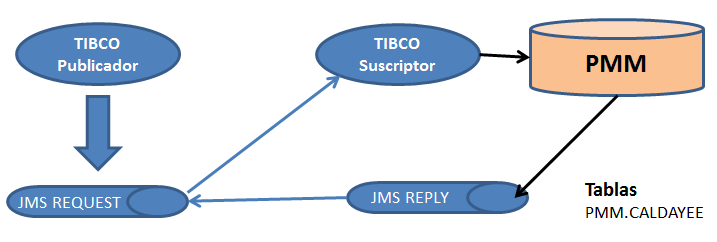 TIBCO
Publicador
TIBCO
Suscriptor
PMM
JMS REQUEST
JMS REPLY
Tablas
PMM.CALDAYEE